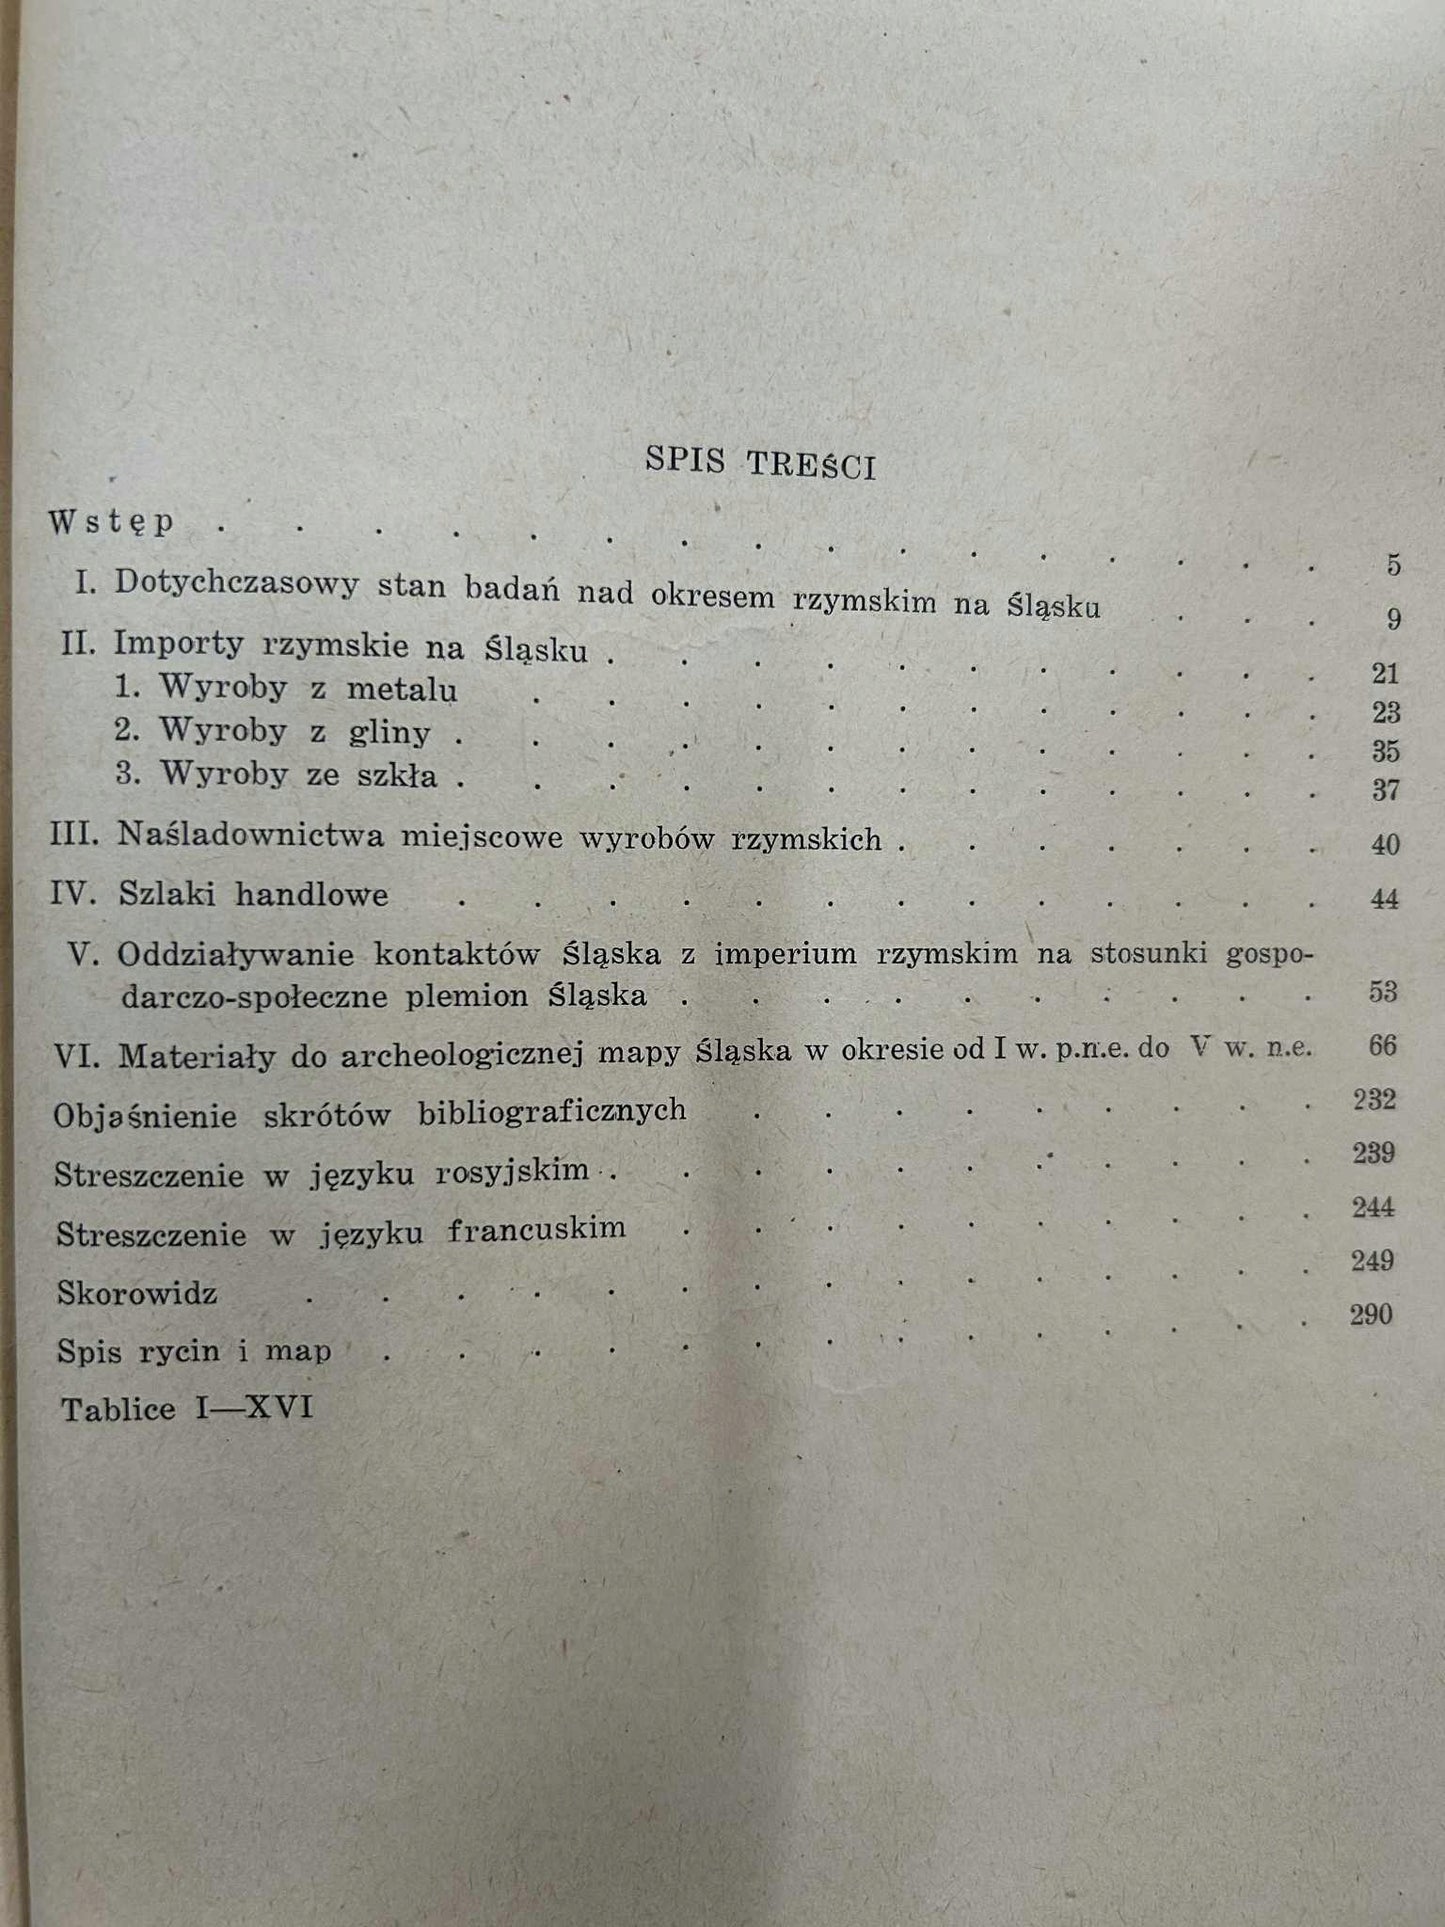 SPIS TREŚCI
Wstęp . . . . . . . . . . . . . . . . 5
I. Dotychczasowy stan badań nad okresem rzymskim na Śląsku . . . 9
II. Importy rzymskie na Śląsku . . . . . . . . . . . 21
1. Wyroby z metalu . . . . . . . . . . . . 23
2. Wyroby z gliny . . . . . . . . . . . . . 35
3. Wyroby ze szkła . . . . . . . . . . . . . 37
III. Naśladownictwa miejscowe wyrobów rzymskich . . . . . . . 40
IV. Szlaki handlowe . . . . . . . . . . . . . 44
V. Oddziaływanie kontaktów Śląska z imperium rzymskim na stosunki gospo-
darczo-społeczne plemion Śląska . . . . . . . . . . 53
VI. Materiały do archeologicznej mapy Śląska w okresie od I w. p.n.e. do V w. n.e. 66
Objaśnienie skrótów bibliograficznych . . . . . . . . . 232
Streszczenie w języku rosyjskim . . . . . . . . . . . 239
Streszczenie w języku francuskim . . . . . . . . . . 244
Skorowidz . . . . . . . . . . . . . . 249
Spis rycin i map . . . . . . . . . . . . . 290
Tablice I—XVI